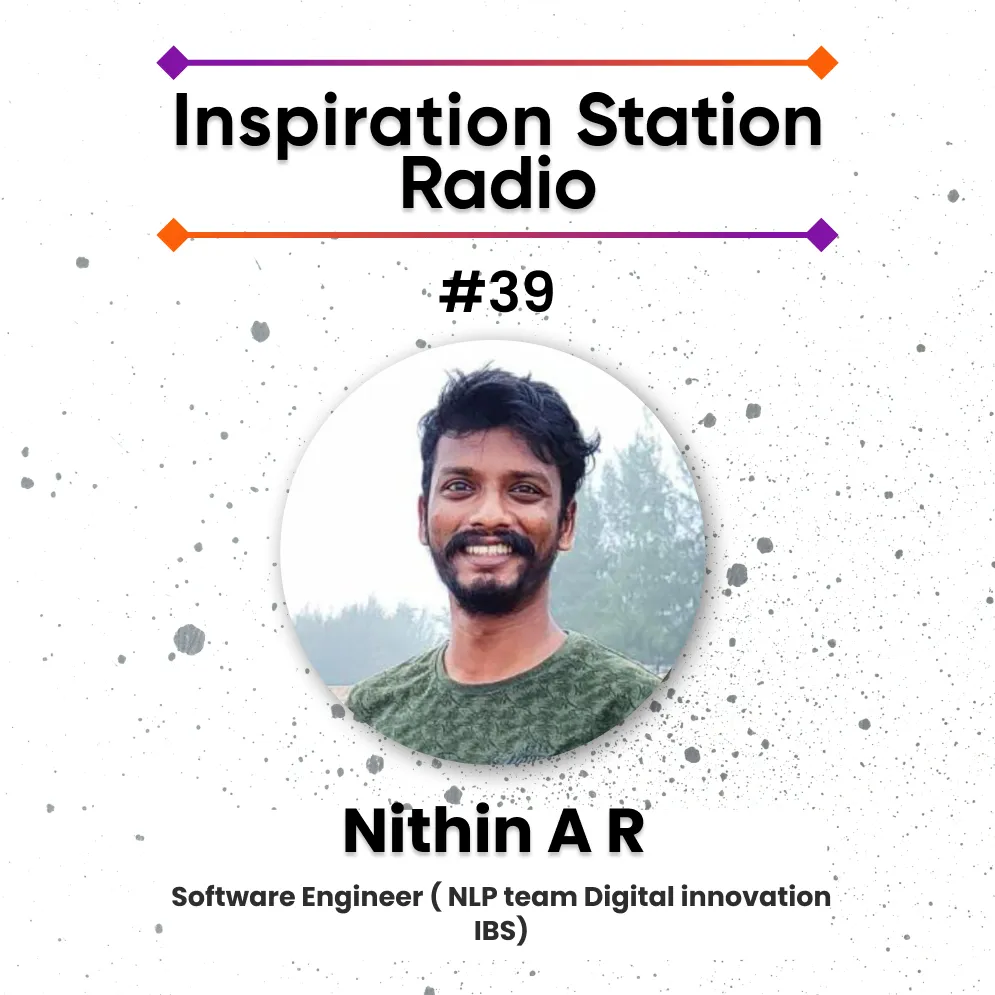 Inspiration Station
Radio
#39
Nithin A R
Software Engineer ( NLP team Digital innovation
IBS)